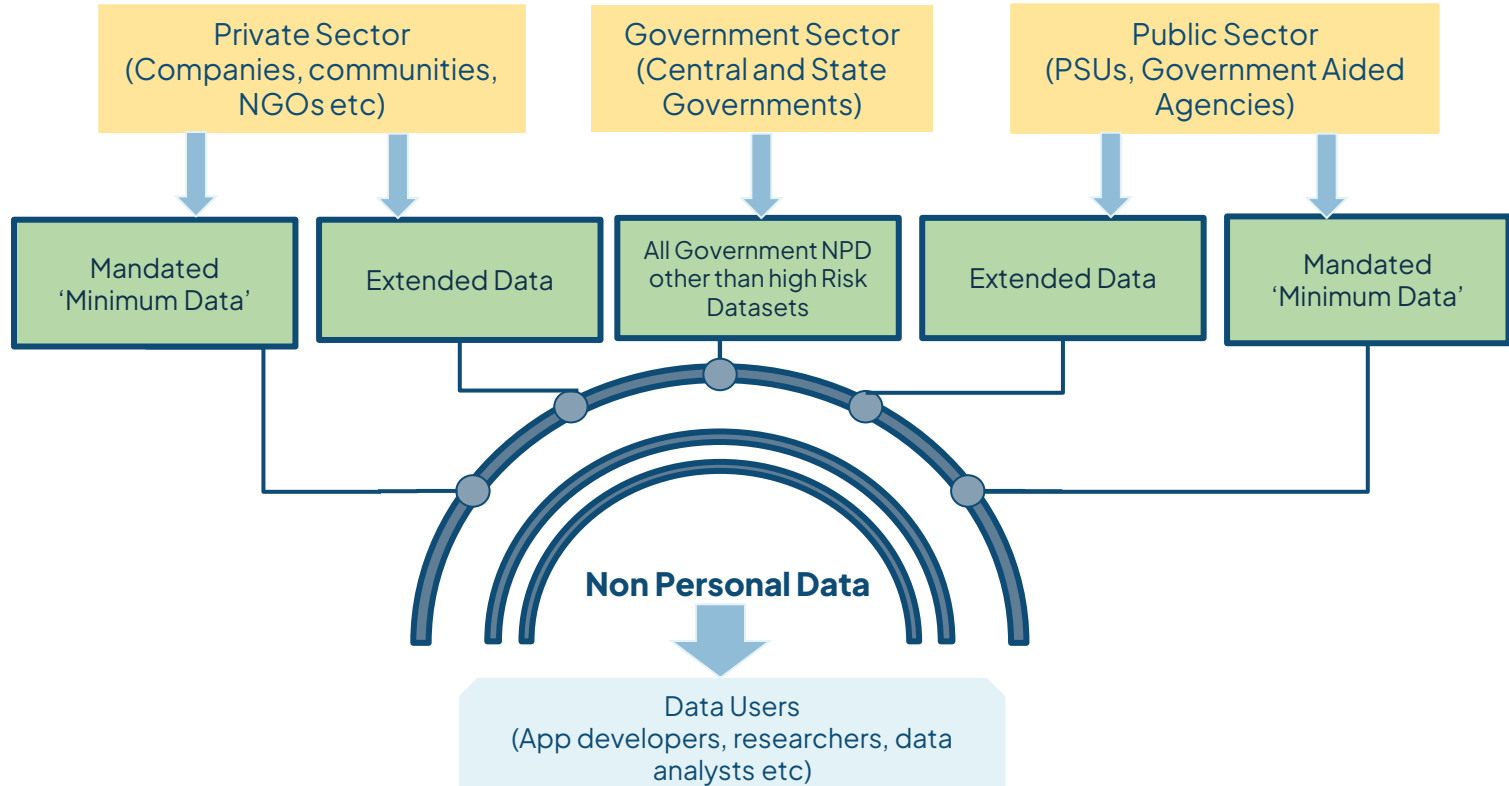 Private Sector
(Companies, communities,
NGOs etc)
Government Sector
(Central and State
Governments)
Public Sector
(PSUs, Government Aided
Agencies)
Mandated
‘Minimum Data’
Extended Data
All Government NPD
other than high Risk
Datasets
Extended Data
Mandated
‘Minimum Data’
Non Personal Data
Data Users
(App developers, researchers, data
analysts etc)